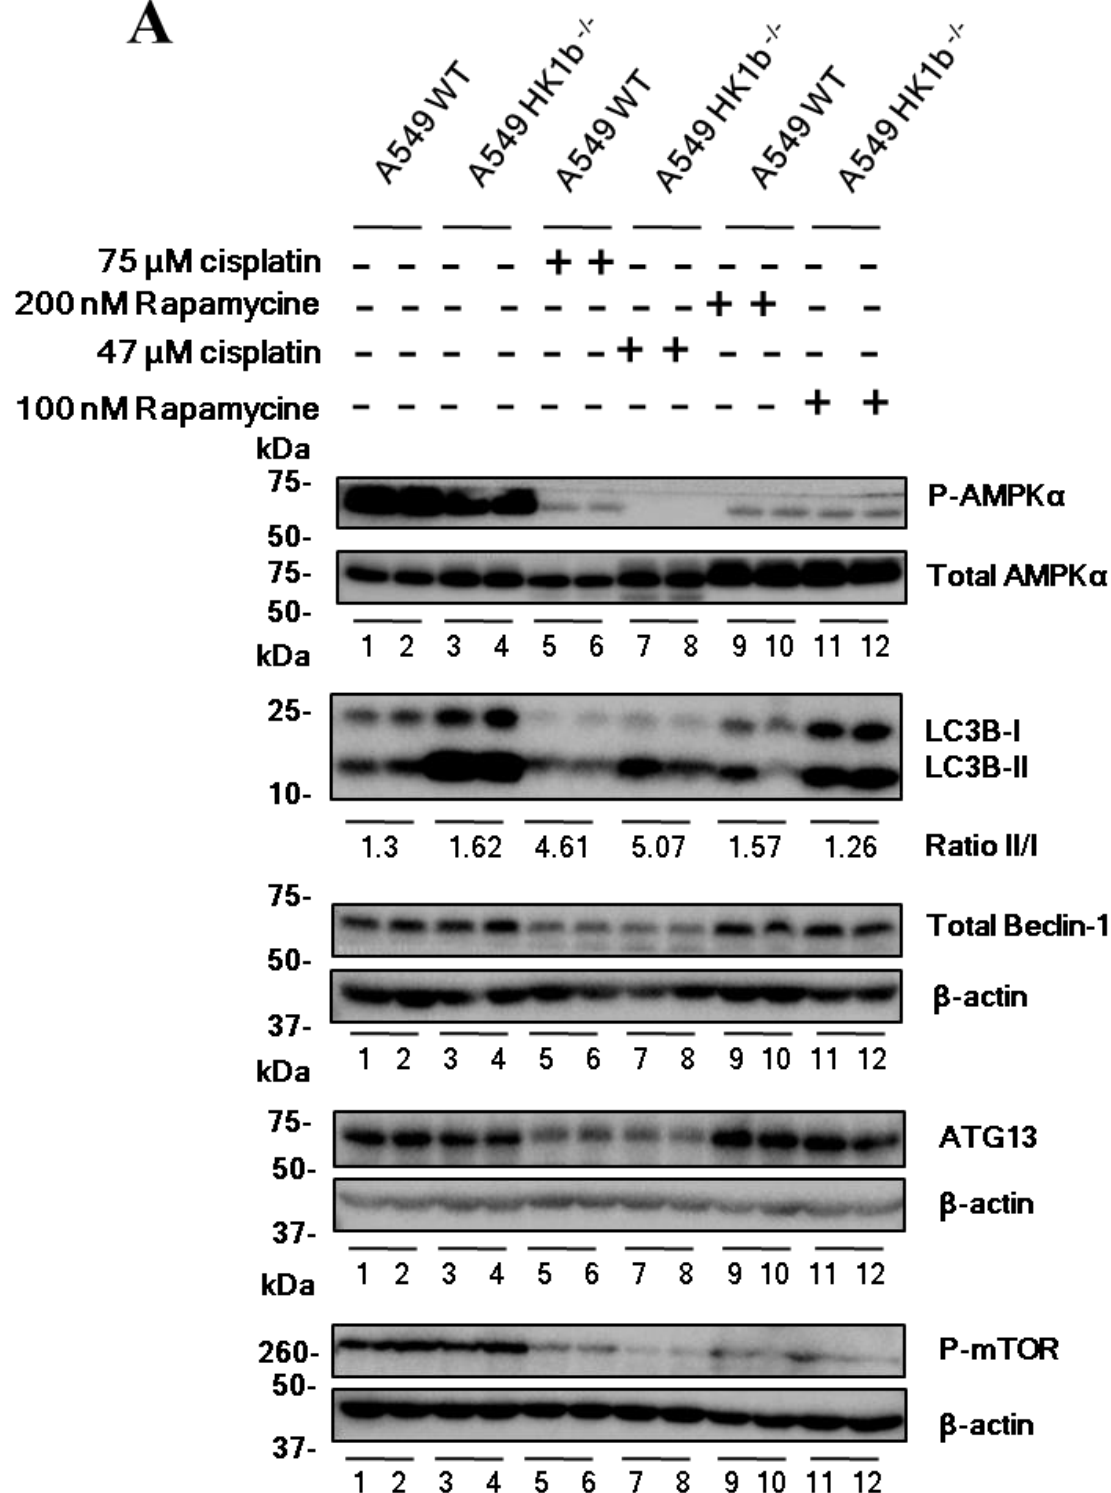 A
A549 WT
A549 HK1b -/-
A549 WT
A549 HK1b -/-
A549 WT
A549 HK1b -/-
75 µM cisplatin - - - - + + - - - - - -
200 nM Rapamycine - - - - - - - - + + - -
47 µM cisplatin - - - - - - + + - - - -
100 nM Rapamycine - - - - - - - - - - + +
kDa
75-
P-AMPKα
50-
75-
Total AMPKα
50-
1 2 3 4 5 6 7 8 9 10 11 12
kDa
25-
LC3B-I
LC3B-II
10-
1.3 1.62 4.61 5.07 1.57 1.26 Ratio II/I
75-
Total Beclin-1
50-
β-actin
37-
1 2 3 4 5 6 7 8 9 10 11 12
kDa
75-
ATG13
50-
β-actin
37-
1 2 3 4 5 6 7 8 9 10 11 12
kDa
260-
P-mTOR
50-
β-actin
37-
1 2 3 4 5 6 7 8 9 10 11 12